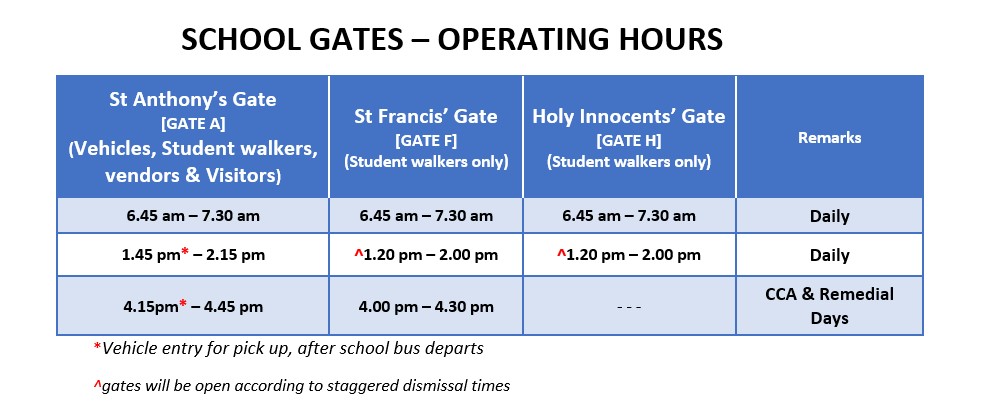 SCHOOL GATES – OPERATING HOURS
St Anthony's Gate
[GATE A]
(Vehicles, Student walkers,
vendors & Visitors)
St Francis' Gate
[GATE F]
(Student walkers only)
Holy Innocents' Gate
[GATE H]
(Student walkers only)
Remarks
6.45 am – 7.30 am
6.45 am – 7.30 am
6.45 am – 7.30 am
Daily
1.45 pm* – 2.15 pm
^1.20 pm – 2.00 pm
^1.20 pm – 2.00 pm
Daily
4.15pm* – 4.45 pm
4.00 pm – 4.30 pm
---
CCA & Remedial
Days
*Vehicle entry for pick up, after school bus departs
^gates will be open according to staggered dismissal times